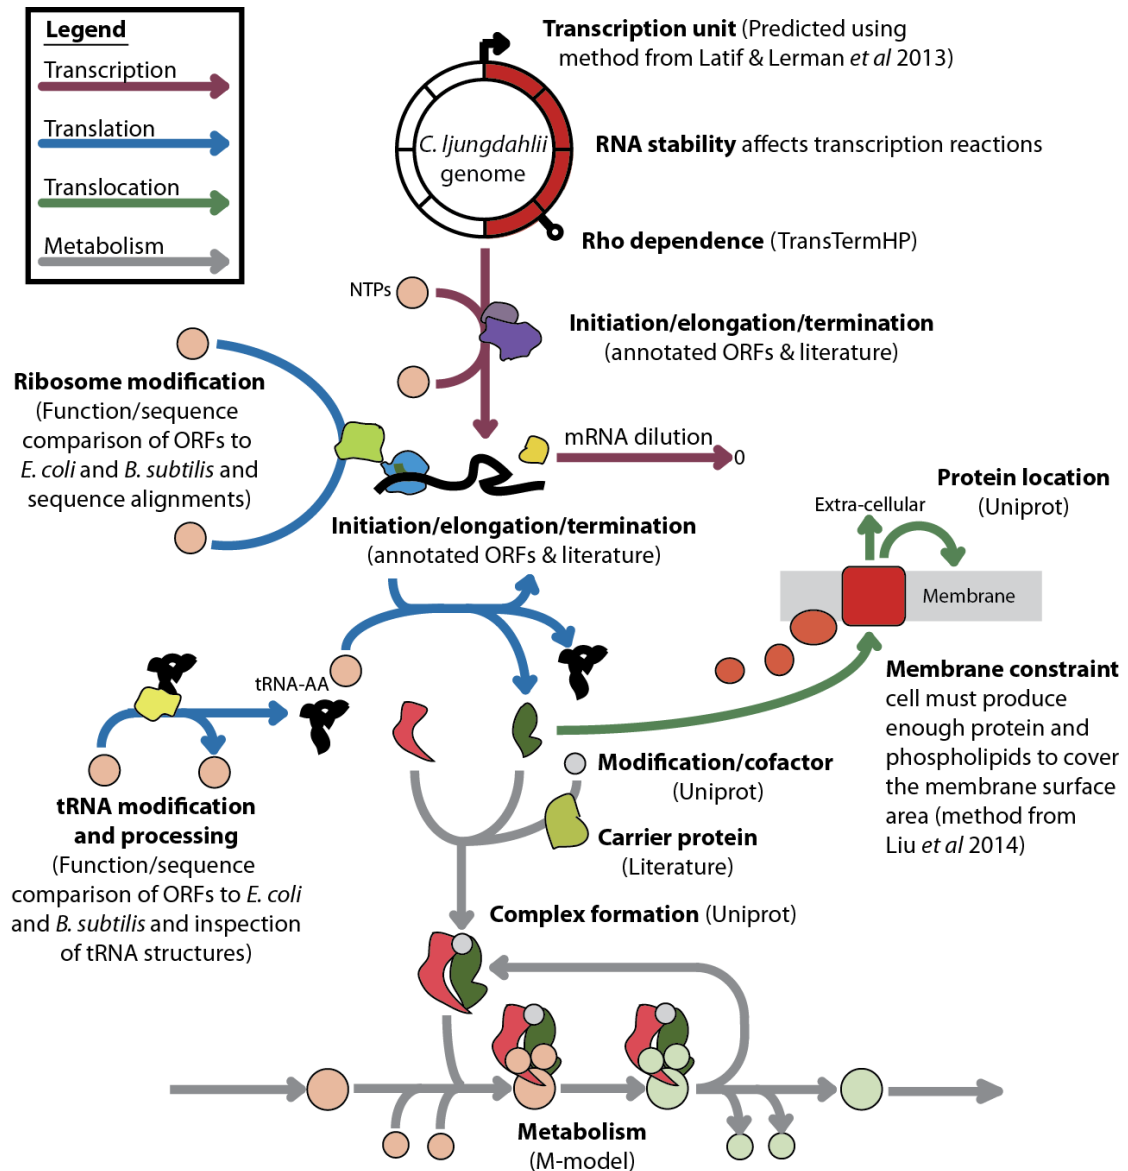 Legend
Transcription
Translation
Translocation
Metabolism
Transcription unit (Predicted using
method from Latif & Lerman et al 2013)
C. ljungdahlii
genome
RNA stability affects transcription reactions
Rho dependence (TransTermHP)
NTPs
Initiation/elongation/termination
(annotated ORFs & literature)
Ribosome modification
(Function/sequence
comparison of ORFs to
E. coli and B. subtilis and
sequence alignments)
mRNA dilution
0
Initiation/elongation/termination
(annotated ORFs & literature)
Protein location
(Uniprot)
Extra-cellular
Membrane
Membrane constraint
cell must produce
enough protein and
phospholipids to cover
the membrane surface
area (method from
Liu et al 2014)
tRNA-AA
tRNA modification
and processing
(Function/sequence
comparison of ORFs to E. coli
and B. subtilis and inspection
of tRNA structures)
Modification/cofactor
(Uniprot)
Carrier protein
(Literature)
Complex formation (Uniprot)
Metabolism
(M-model)